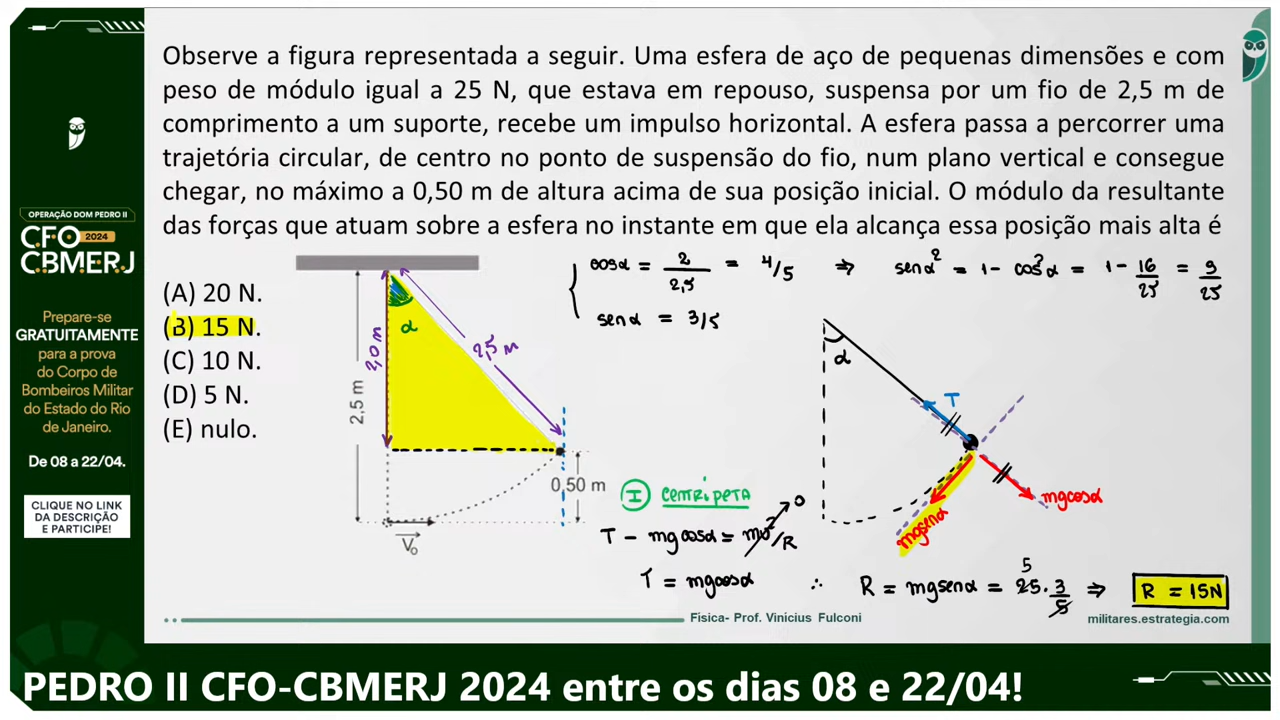 Observe a figura representada a seguir. Uma esfera de aço de pequenas dimensões e com
peso de módulo igual a 25 N, que estava em repouso, suspensa por um fio de 2,5 m de
comprimento a um suporte, recebe um impulso horizontal. A esfera passa a percorrer uma
trajetória circular, de centro no ponto de suspensão do fio, num plano vertical e consegue
chegar, no máximo a 0,50 m de altura acima de sua posição inicial. O módulo da resultante
das forças que atuam sobre a esfera no instante em que ela alcança essa posição mais alta é
OPERAÇÃO DOM PEDRO II
CFO 2024
CBMERJ
Prepare-se
GRATUITAMENTE
para a prova
do Corpo de
Bombeiros Militar
do Estado do Rio
de Janeiro.
De 08 a 22/04.
CLIQUE NO LINK
DA DESCRIÇÃO
E PARTICIPE!
(A) 20 N.
(B) 15 N.
(C) 10 N.
(D) 5 N.
(E) nulo.
2,5 m
2,0 m
α
2,5 m
0,50 m
V₀
cosα = 2/2,5 = 4/5 ⇒ senα² = 1 - cos²α = 1 - 16/25 = 9/25
senα = 3/5
α
T
mgcosα
mgsenα
I CENTRÍPETA
T - mgcosα = mv²/R 0
T = mgcosα ∴ R = mgsenα = 25. 3/5 ⇒ R = 15N
5
Física- Prof. Vinícius Fulconi
militares.estrategia.com
PEDRO II CFO-CBMERJ 2024 entre os dias 08 e 22/04!